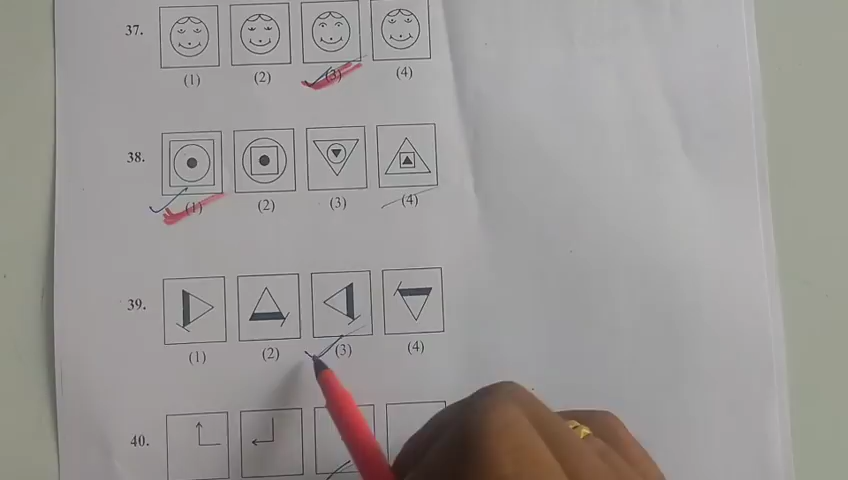 37.
(1) (2) (3) (4)
38.
(1) (2) (3) (4)
39.
(1) (2) (3) (4)
40.